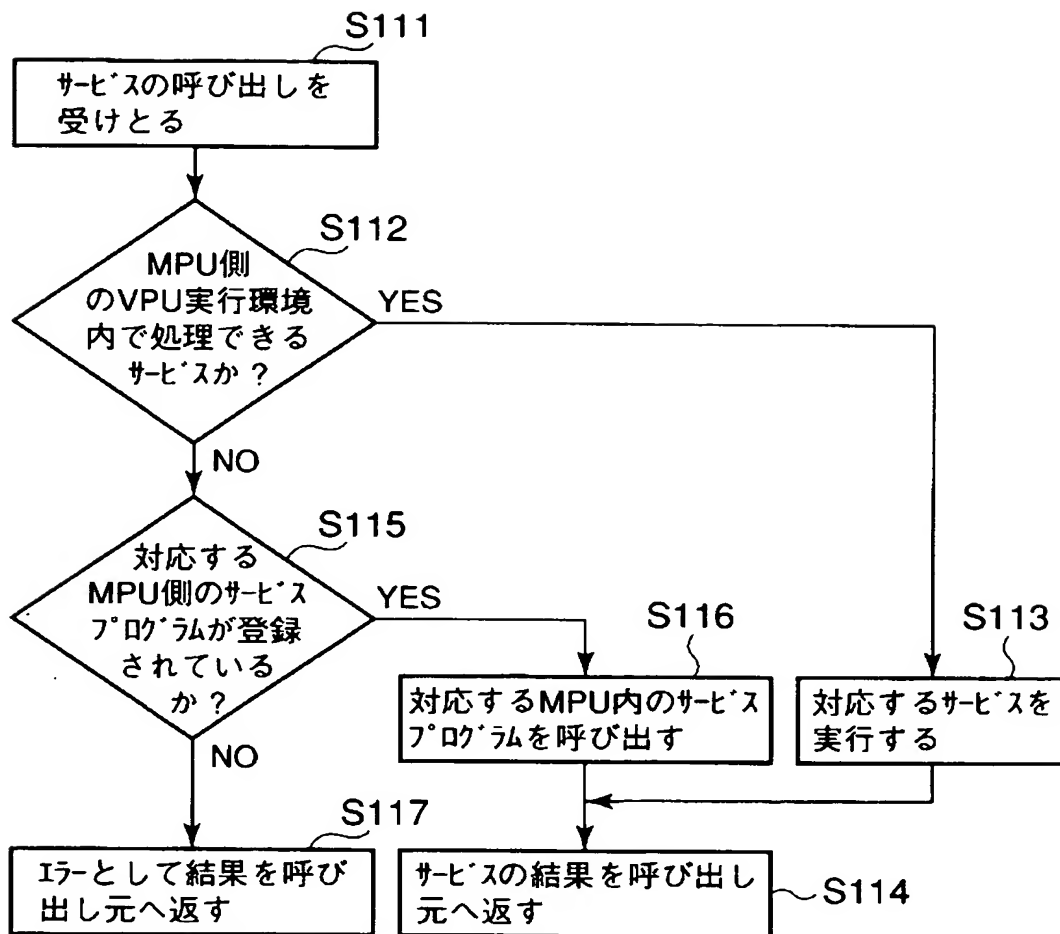 S111
サービスの呼び出しを
受けとる
S112
MPU側
のVPU実行環境
内で処理できる
サービスか？
YES
NO
S115
対応する
MPU側のサービス
プログラムが登録
されている
か？
YES
NO
S116
対応するMPU内のサービス
プログラムを呼び出す
S113
対応するサービスを
実行する
S117
エラーとして結果を呼び
出し元へ返す
サービスの結果を呼び出し
元へ返す
S114